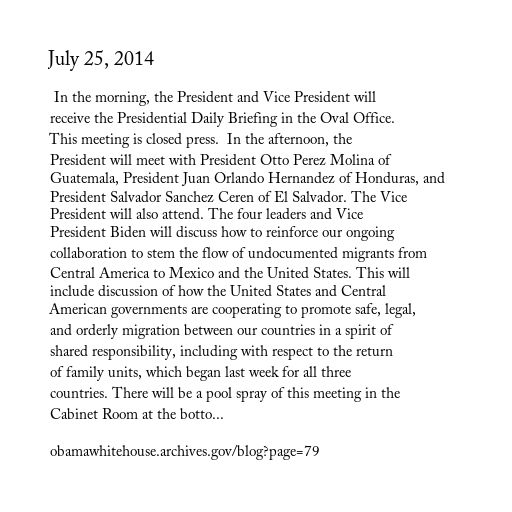 July 25, 2014
In the morning, the President and Vice President will
receive the Presidential Daily Briefing in the Oval Office.
This meeting is closed press.  In the afternoon, the
President will meet with President Otto Perez Molina of
Guatemala, President Juan Orlando Hernandez of Honduras, and
President Salvador Sanchez Ceren of El Salvador. The Vice
President will also attend. The four leaders and Vice
President Biden will discuss how to reinforce our ongoing
collaboration to stem the flow of undocumented migrants from
Central America to Mexico and the United States. This will
include discussion of how the United States and Central
American governments are cooperating to promote safe, legal,
and orderly migration between our countries in a spirit of
shared responsibility, including with respect to the return
of family units, which began last week for all three
countries. There will be a pool spray of this meeting in the
Cabinet Room at the botto...
obamawhitehouse.archives.gov/blog?page=79